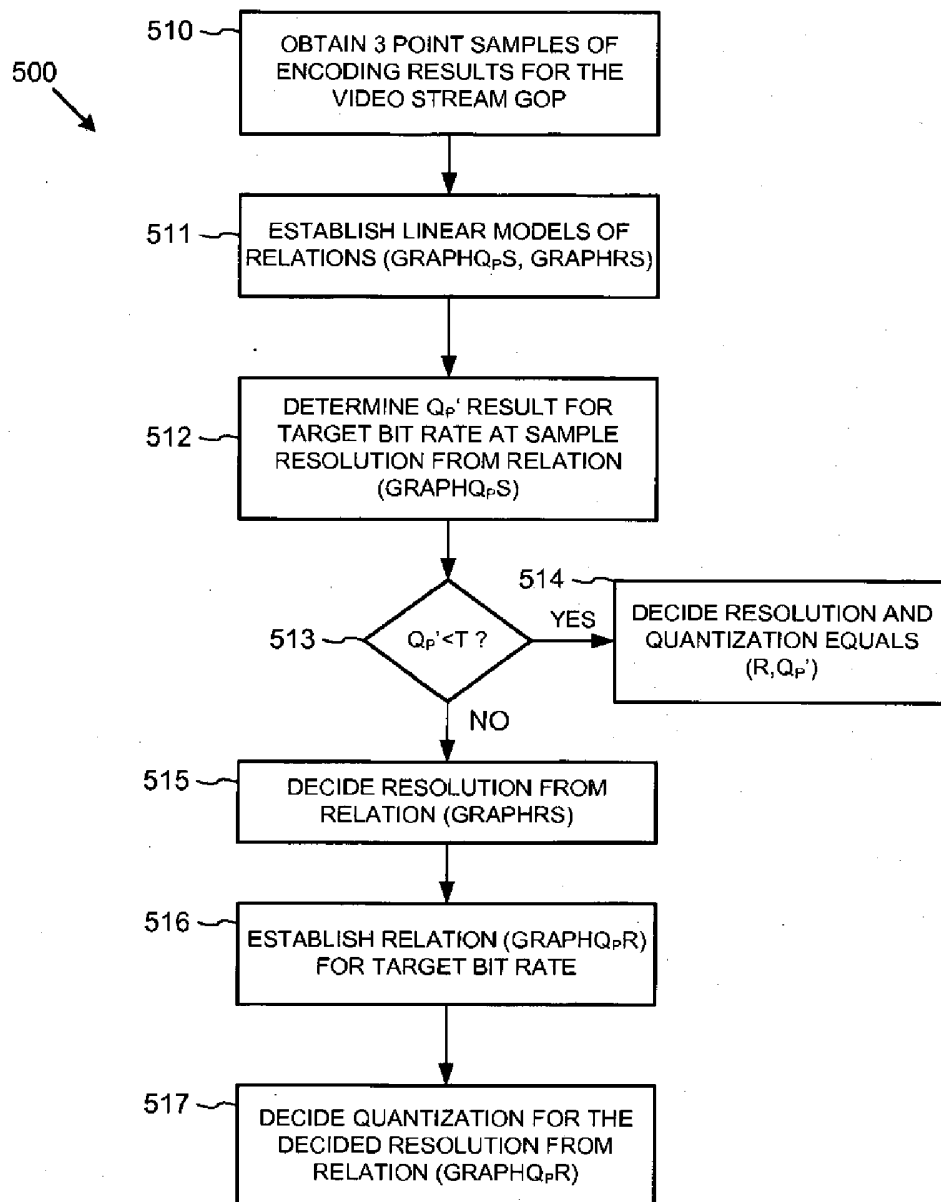 500
510
OBTAIN 3 POINT SAMPLES OF
ENCODING RESULTS FOR THE
VIDEO STREAM GOP
511
ESTABLISH LINEAR MODELS OF
RELATIONS (GRAPHQPS, GRAPHRS)
512
DETERMINE QP' RESULT FOR
TARGET BIT RATE AT SAMPLE
RESOLUTION FROM RELATION
(GRAPHQPS)
513
QP'<T ?
YES
514
DECIDE RESOLUTION AND
QUANTIZATION EQUALS
(R,QP')
NO
515
DECIDE RESOLUTION FROM
RELATION (GRAPHRS)
516
ESTABLISH RELATION (GRAPHQPR)
FOR TARGET BIT RATE
517
DECIDE QUANTIZATION FOR THE
DECIDED RESOLUTION FROM
RELATION (GRAPHQPR)